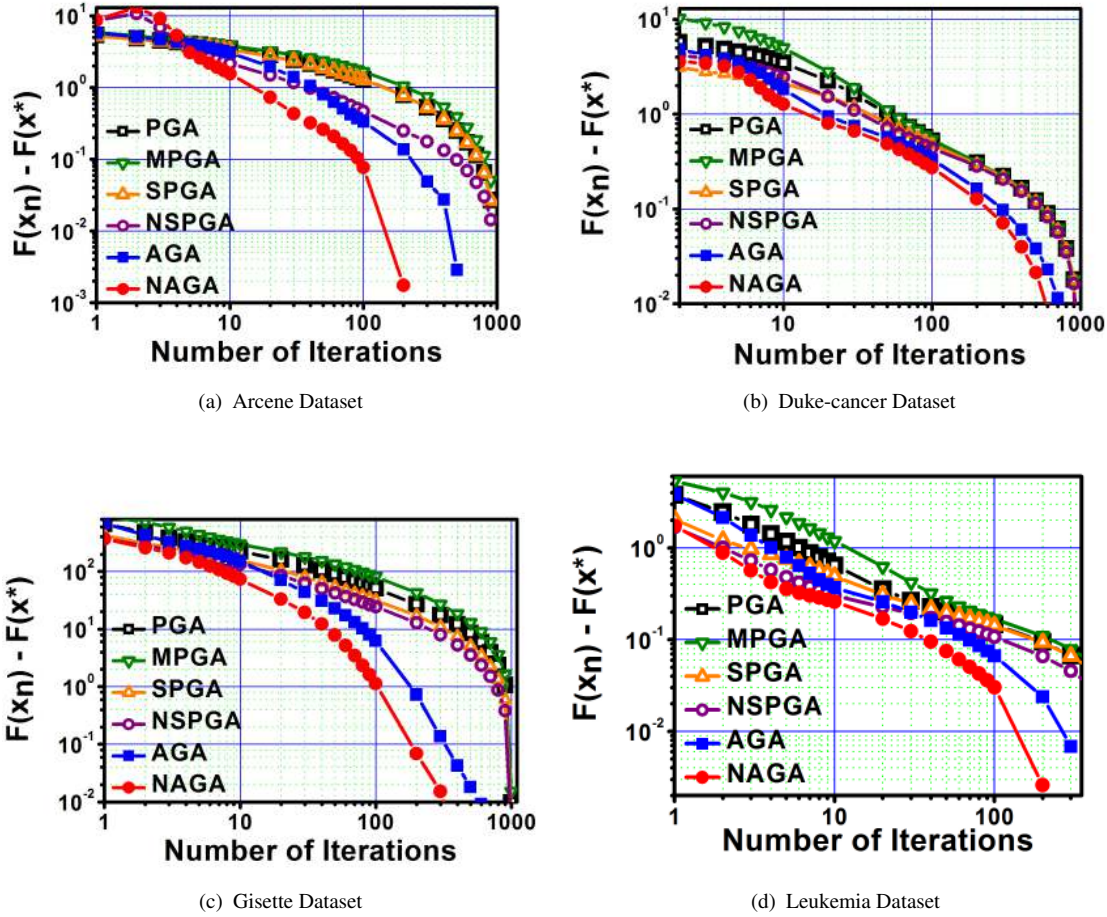 10¹
10⁰
10⁻¹
10⁻²
10⁻³
F(xn) - F(x*)
PGA
MPGA
SPGA
NSPGA
AGA
NAGA
1 10 100 1000
Number of Iterations
(a) Arcene Dataset
10¹
10⁰
10⁻¹
10⁻²
F(xn) - F(x*)
PGA
MPGA
SPGA
NSPGA
AGA
NAGA
10 100 1000
Number of Iterations
(b) Duke-cancer Dataset
10²
10¹
10⁰
10⁻¹
10⁻²
F(xn) - F(x*)
PGA
MPGA
SPGA
NSPGA
AGA
NAGA
1 10 100 1000
Number of Iterations
(c) Gisette Dataset
10⁰
10⁻¹
10⁻²
F(xn) - F(x*)
PGA
MPGA
SPGA
NSPGA
AGA
NAGA
1 10 100
Number of Iterations
(d) Leukemia Dataset